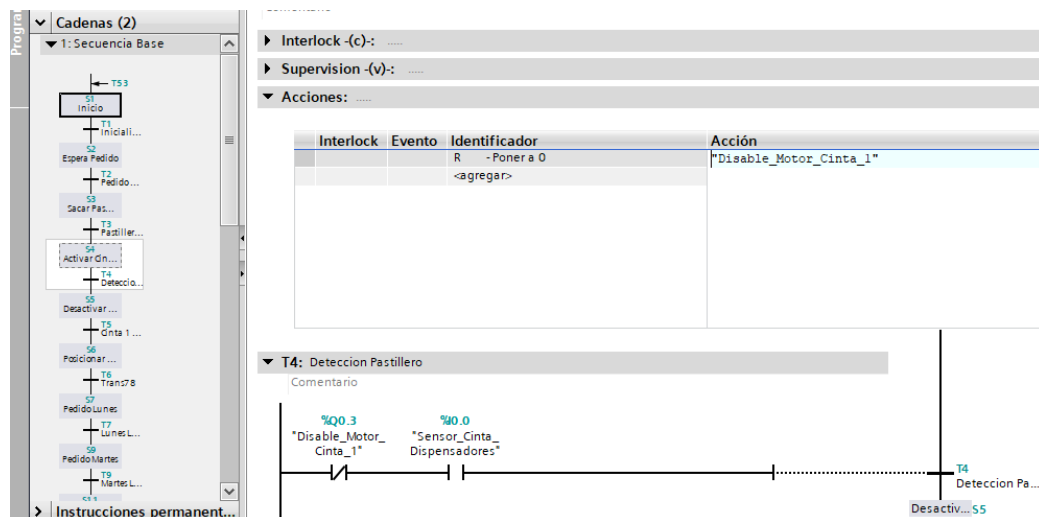 Program
Cadenas (2)
1: Secuencia Base
T53
S1
Inicio
T1
Iniciali...
S2
Espera Pedido
T2
Pedido...
S3
Sacar Pas...
T3
Pastiller...
S4
Activar Cin...
T4
Deteccio...
S5
Desactivar ...
T5
Cinta 1 ...
S6
Posicionar ...
T6
Trans78
S7
Pedido Lunes
T7
Lunes L...
S9
Pedido Martes
T9
Martes L...
S11
Instrucciones permanent...
Comentario
Interlock -(c)-: .....
Supervision -(v)-: .....
Acciones: .....
Interlock Evento Identificador Acción
R - Poner a 0 "Disable_Motor_Cinta_1"
<agregar>
T4: Deteccion Pastillero
Comentario
%Q0.3 %I0.0
"Disable_Motor_ "Sensor_Cinta_
Cinta_1" Dispensadores"
T4
Deteccion Pa...
Desactiv... S5